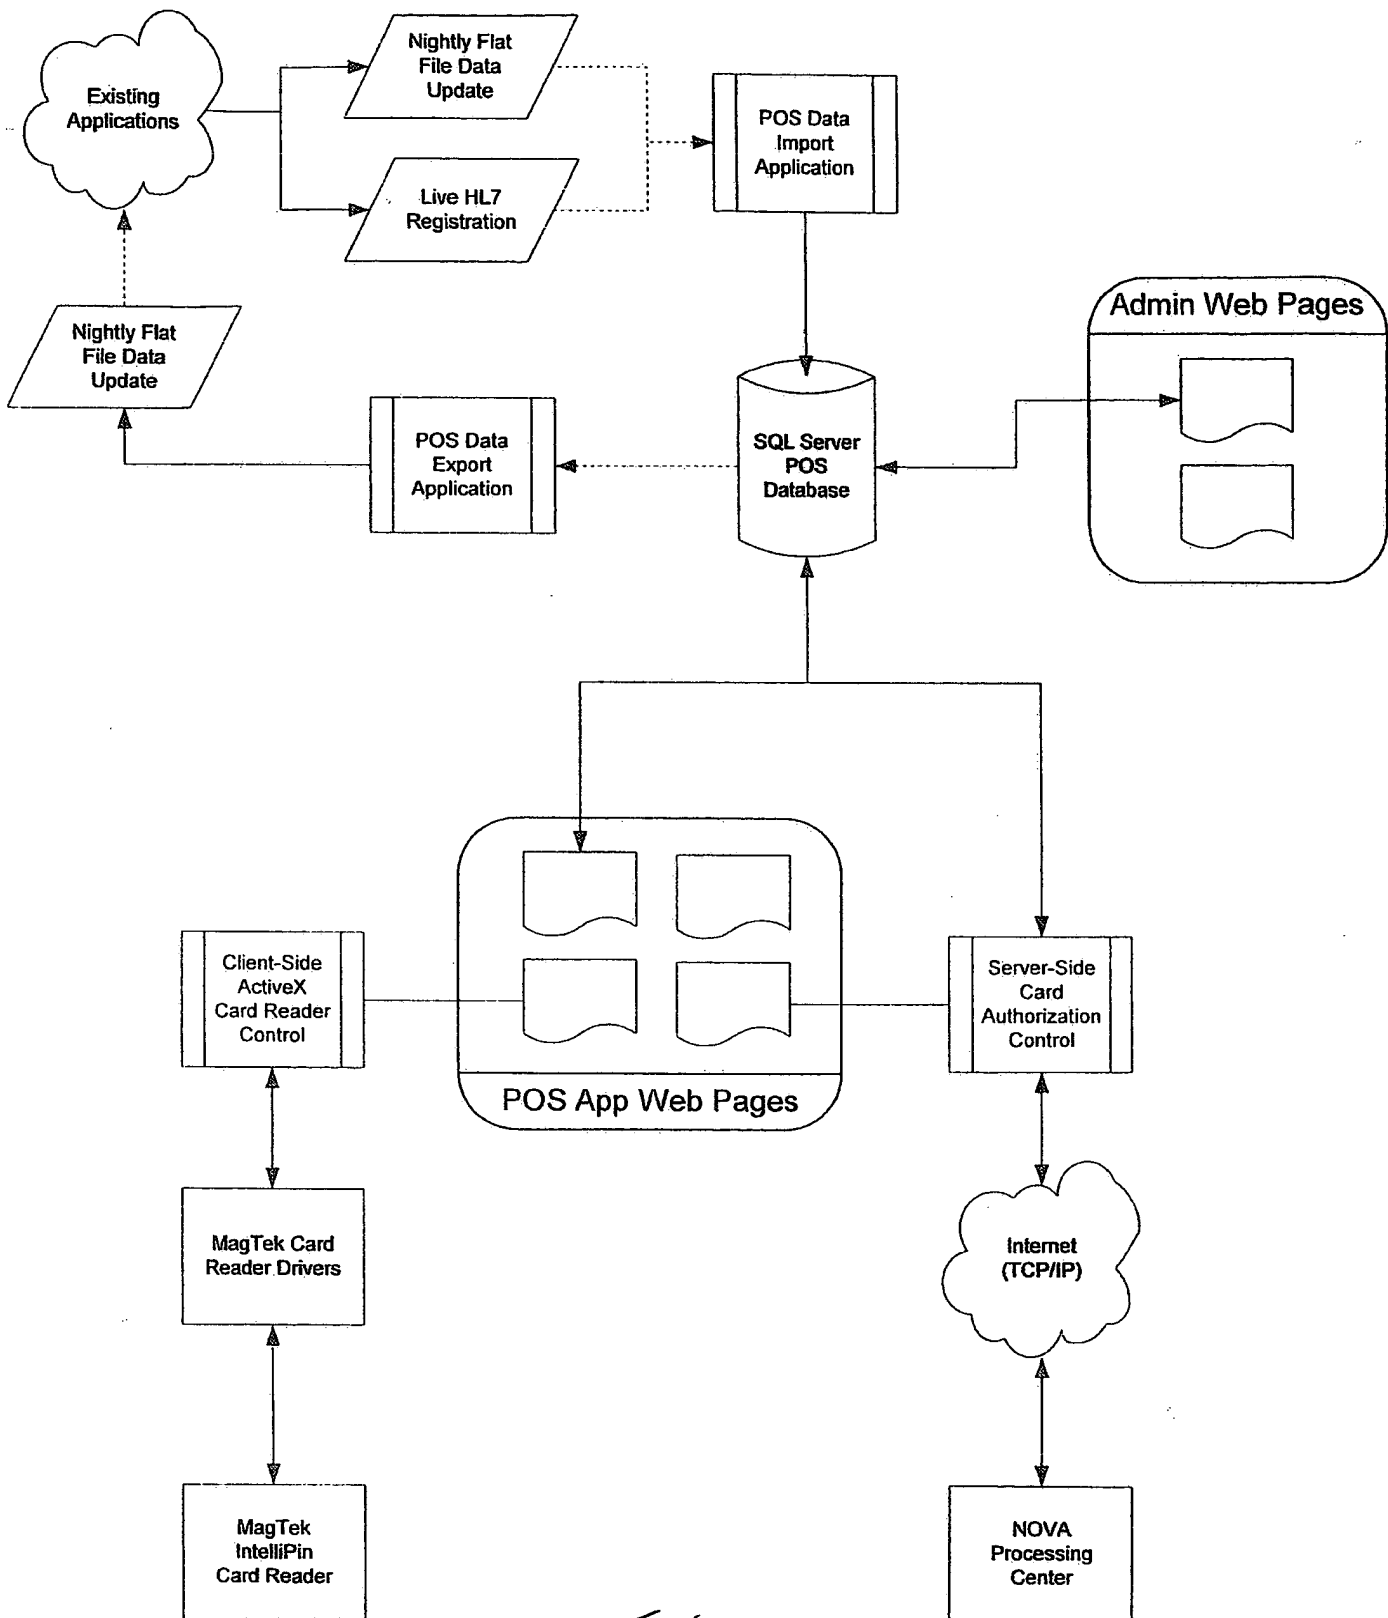 Nightly Flat
File Data
Update
Existing
Applications
POS Data
Import
Application
Live HL7
Registration
Admin Web Pages
Nightly Flat
File Data
Update
POS Data
Export
Application
SQL Server
POS
Database
Client-Side
ActiveX
Card Reader
Control
Server-Side
Card
Authorization
Control
POS App Web Pages
MagTek Card
Reader Drivers
Internet
(TCP/IP)
MagTek
IntelliPin
Card Reader
NOVA
Processing
Center